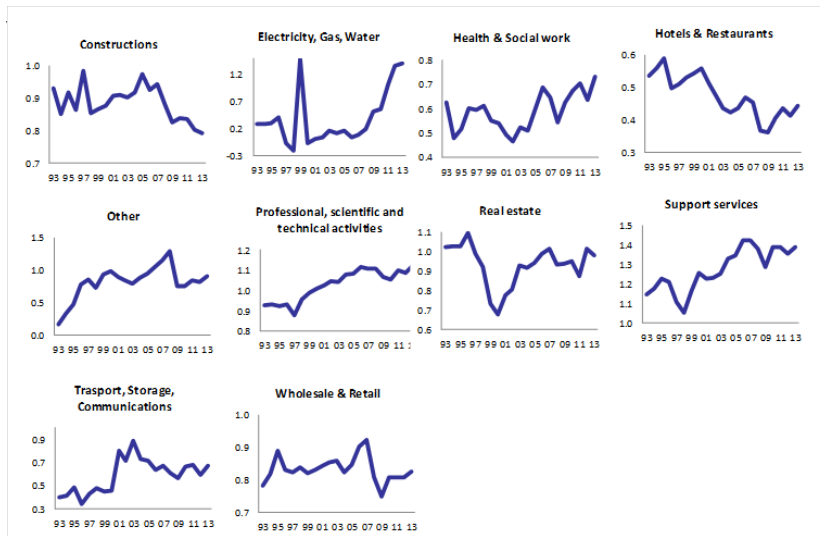 Constructions
1.0
0.9
0.8
0.7
93 95 97 99 01 03 05 07 09 11 13
Electricity, Gas, Water
1.2
0.7
0.2
-0.3
93 95 97 99 01 03 05 07 09 11 13
Health & Social work
0.8
0.7
0.6
0.5
0.4
93 95 97 99 01 03 05 07 09 11 13
Hotels & Restaurants
0.6
0.5
0.4
0.3
93 95 97 99 01 03 05 07 09 11 13
Other
1.5
1.0
0.5
0.0
93 95 97 99 01 03 05 07 09 11 13
Professional, scientific and
technical activities
1.2
1.1
1.0
0.9
0.8
93 95 97 99 01 03 05 07 09 11
Real estate
1.1
1.0
0.9
0.8
0.7
0.6
93 95 97 99 01 03 05 07 09 11 13
Support services
1.5
1.4
1.3
1.2
1.1
1.0
93 95 97 99 01 03 05 07 09 11 13
Trasport, Storage,
Communications
0.9
0.7
0.5
0.3
93 95 97 99 01 03 05 07 09 11 13
Wholesale & Retail
1.0
0.9
0.8
0.7
93 95 97 99 01 03 05 07 09 11 13